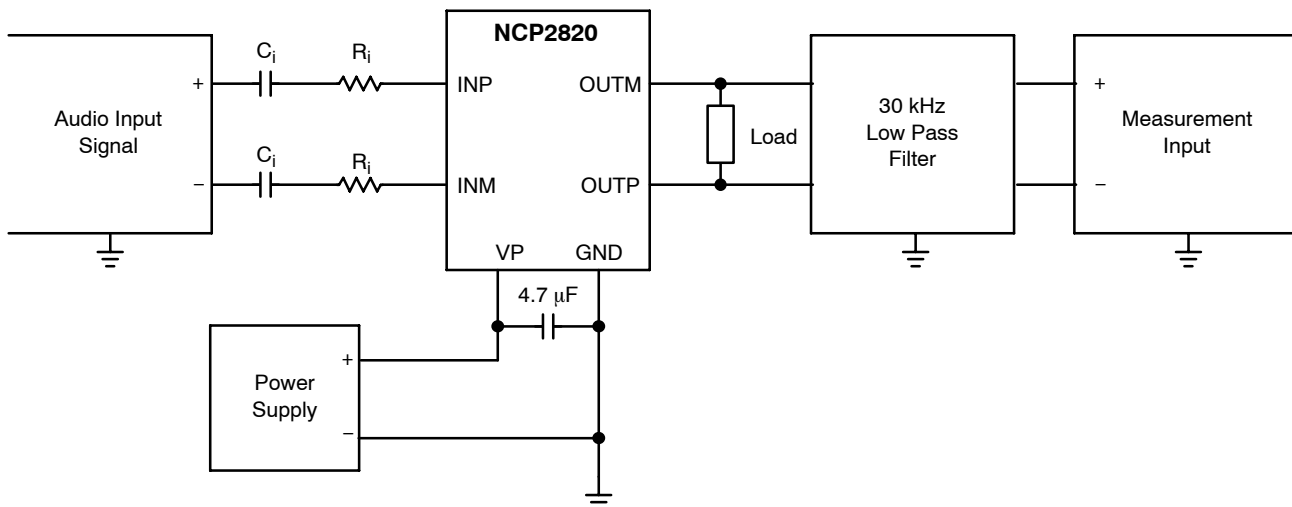 NCP2820
Ci
Ri
+
INP
OUTM
+
Audio Input
Signal
Load
30 kHz
Low Pass
Filter
Measurement
Input
Ci
Ri
−
INM
OUTP
−
VP
GND
4.7 μF
+
Power
Supply
−